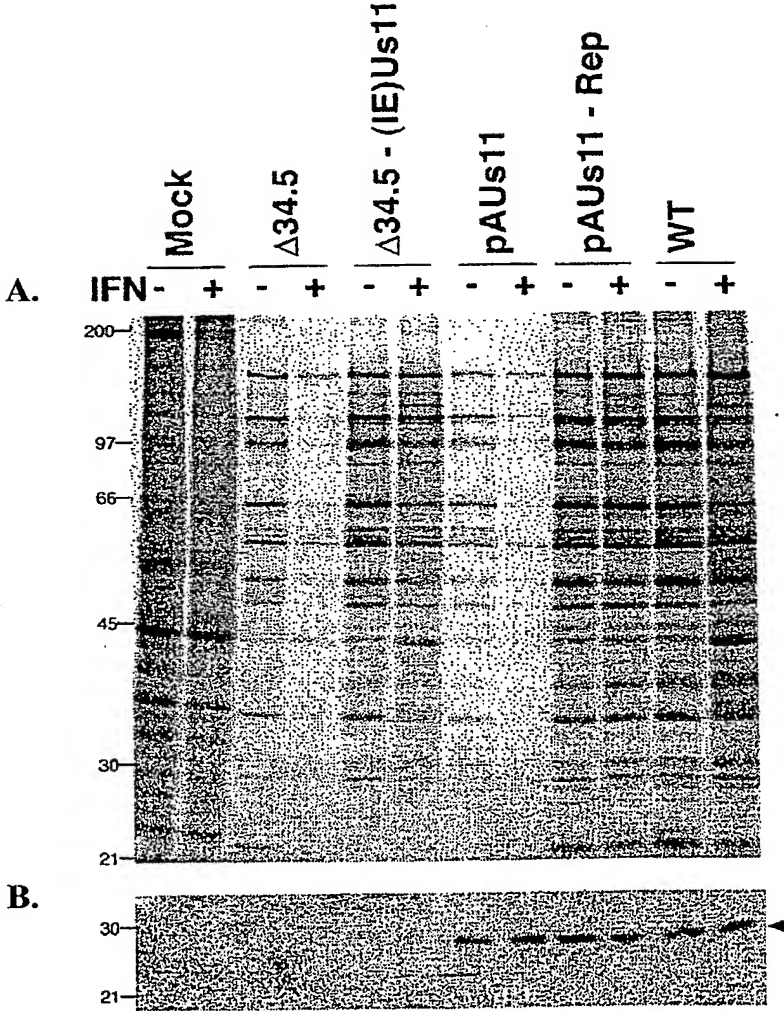 Mock
Δ34.5
Δ34.5 - (IE)Us11
pAUs11
pAUs11 - Rep
WT
A.
IFN - + - + - + - + - + - +
200
97
66
45
30
21
B.
30
21